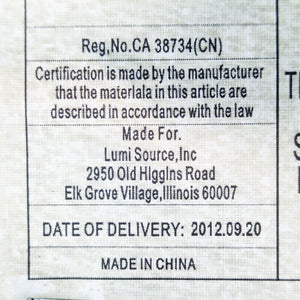 Reg,No.CA 38734(CN)
Certification is made by the manufacturer
that the materiala in this article are
described in accordance with the law
Made For.
Lumi Source,Inc
2950 Old HiggIns Road
Elk Grove Village,Illinois 60007
DATE OF DELIVERY: 2012.09.20
MADE IN CHINA